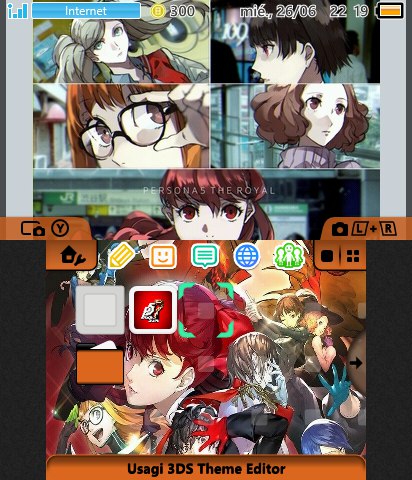 Internet
300
mié., 26/06
22 19
PERSONA5 THE ROYAL
Y
L+R
Usagi 3DS Theme Editor